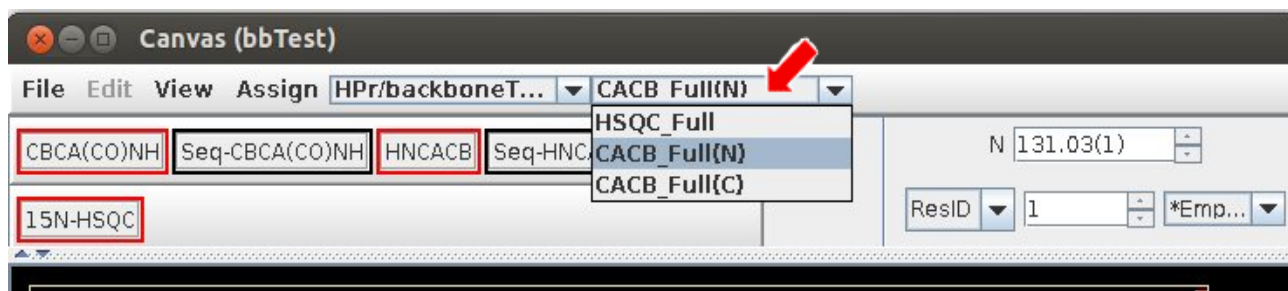 Canvas (bbTest)
File Edit View Assign HPr/backboneT... CACB_Full(N)
HSQC_Full
CACB_Full(N)
CACB_Full(C)
CBCA(CO)NH Seq-CBCA(CO)NH HNCACB Seq-HNC
N 131.03(1)
15N-HSQC
ResID 1 *Emp...